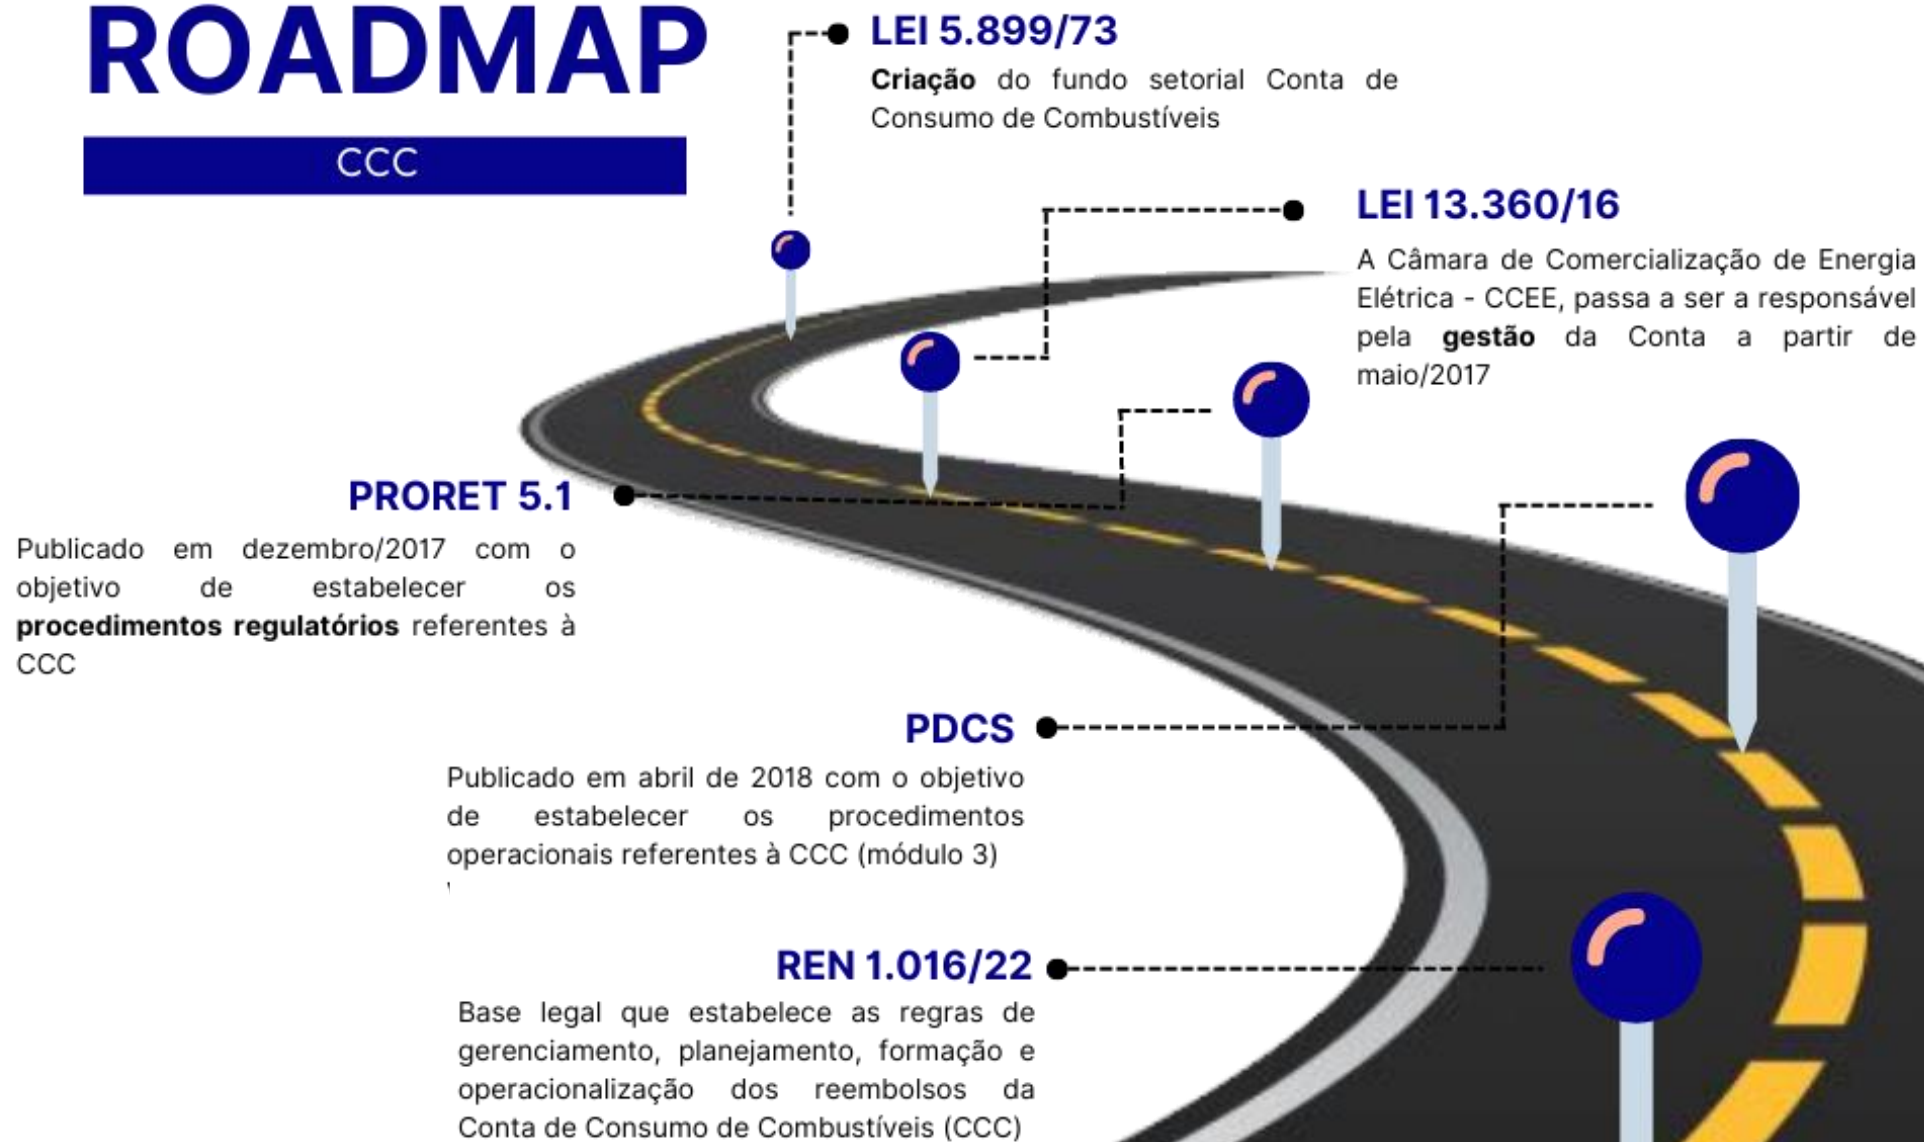 ROADMAP
CCC
LEI 5.899/73
Criação do fundo setorial Conta de
Consumo de Combustíveis
LEI 13.360/16
A Câmara de Comercialização de Energia
Elétrica - CCEE, passa a ser a responsável
pela gestão da Conta a partir de
maio/2017
PRORET 5.1
Publicado em dezembro/2017 com o
objetivo de estabelecer os
procedimentos regulatórios referentes à
CCC
PDCS
Publicado em abril de 2018 com o objetivo
de estabelecer os procedimentos
operacionais referentes à CCC (módulo 3)
REN 1.016/22
Base legal que estabelece as regras de
gerenciamento, planejamento, formação e
operacionalização dos reembolsos da
Conta de Consumo de Combustíveis (CCC)